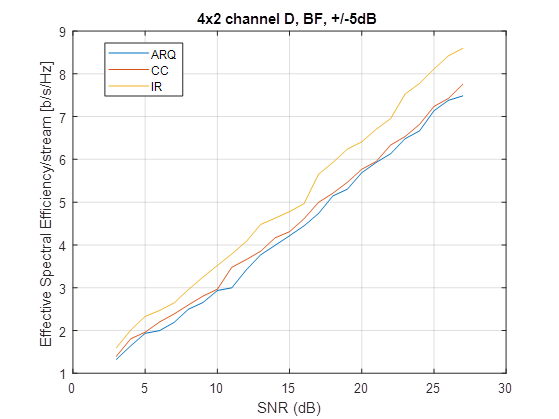 4x2 channel D, BF, +/-5dB
ARQ
CC
IR
Effective Spectral Efficiency/stream [b/s/Hz]
9
8
7
6
5
4
3
2
1
0 5 10 15 20 25 30
SNR (dB)